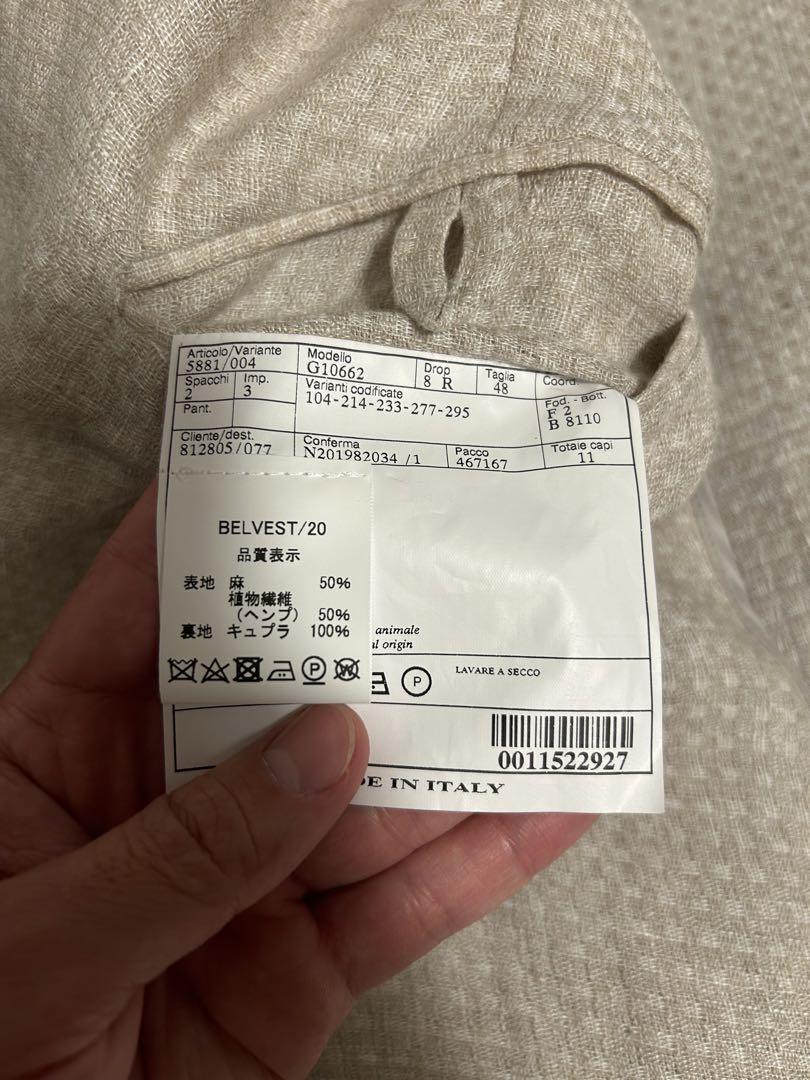 Articolo/Variante Modello Drop Taglia Coord.
5881/004 G10662 8 R 48
Spacchi Imp. Varianti codificate Fod. - Bott.
2 3 104-214-233-277-295 F 2
Pant. B 8110
Cliente/dest. Conferma Pacco Totale capi
812805/077 N201982034 /1 467167 11
BELVEST/20
品質表示
表地 麻 50%
植物繊維
(ヘンプ) 50%
裏地 キュプラ 100%
animale
origin
P W P LAVARE A SECCO
0011522927
IN ITALY